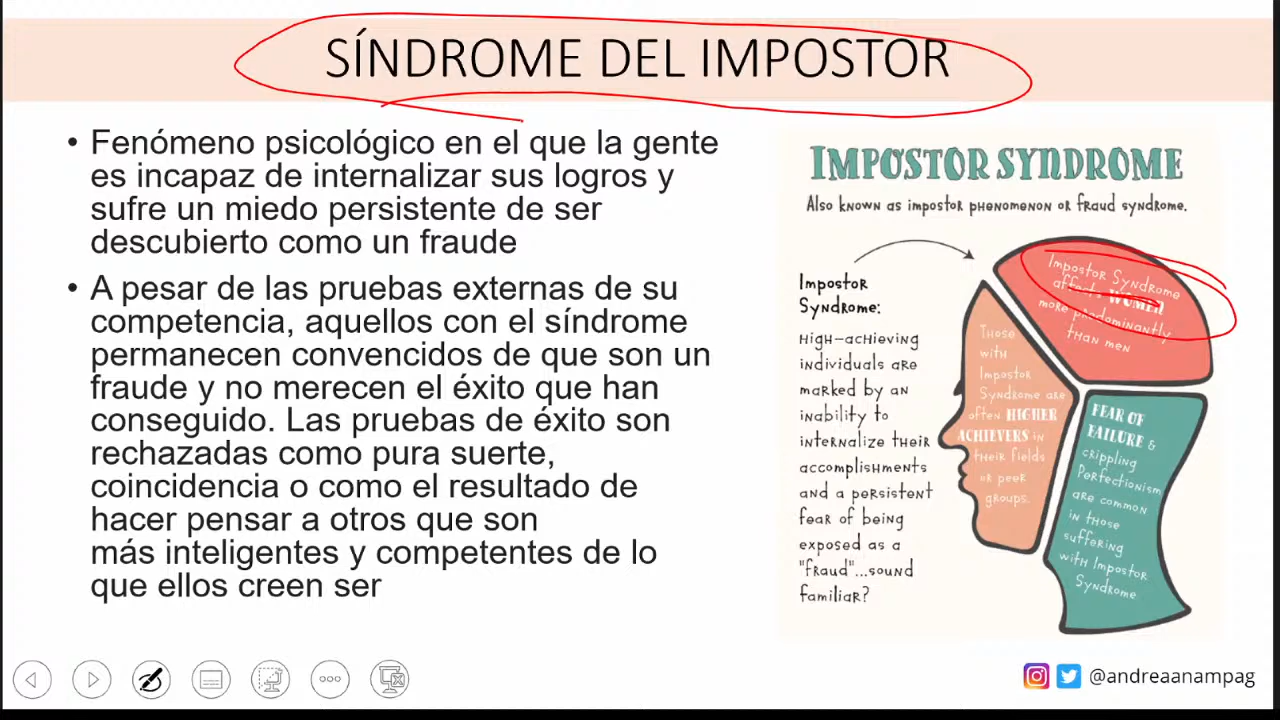 SÍNDROME DEL IMPOSTOR
• Fenómeno psicológico en el que la gente
es incapaz de internalizar sus logros y
sufre un miedo persistente de ser
descubierto como un fraude
• A pesar de las pruebas externas de su
competencia, aquellos con el síndrome
permanecen convencidos de que son un
fraude y no merecen el éxito que han
conseguido. Las pruebas de éxito son
rechazadas como pura suerte,
coincidencia o como el resultado de
hacer pensar a otros que son
más inteligentes y competentes de lo
que ellos creen ser
IMPOSTOR SYNDROME
Also known as impostor phenomenon or fraud syndrome.
Impostor
Syndrome:
High-achieving
individuals are
marked by an
inability to
internalize their
accomplishments
and a persistent
fear of being
exposed as a
"fraud"...sound
familiar?
Impostor Syndrome
affects WOMEN
more predominantly
than men
Those
with
Impostor
Syndrome are
often HIGHER
ACHIEVERS in
their fields
or peer
groups.
FEAR OF
FAILURE &
crippling
Perfectionism
are common
in those
suffering
with Impostor
Syndrome.
@andreaanampag